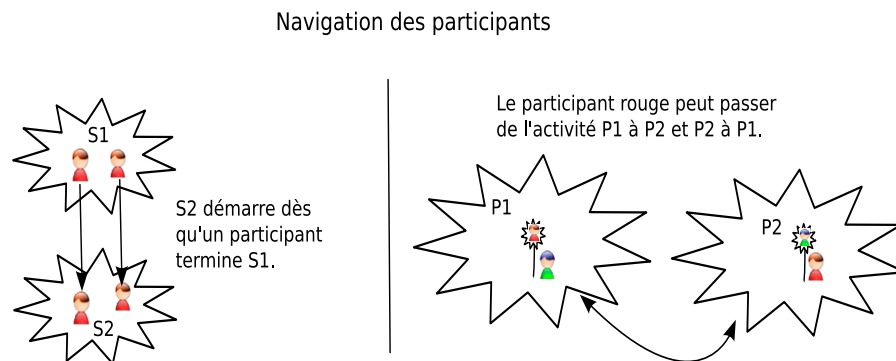 Navigation des participants
S1
S2 démarre dès
qu'un participant
termine S1.
S2
Le participant rouge peut passer
de l'activité P1 à P2 et P2 à P1.
P1
P2